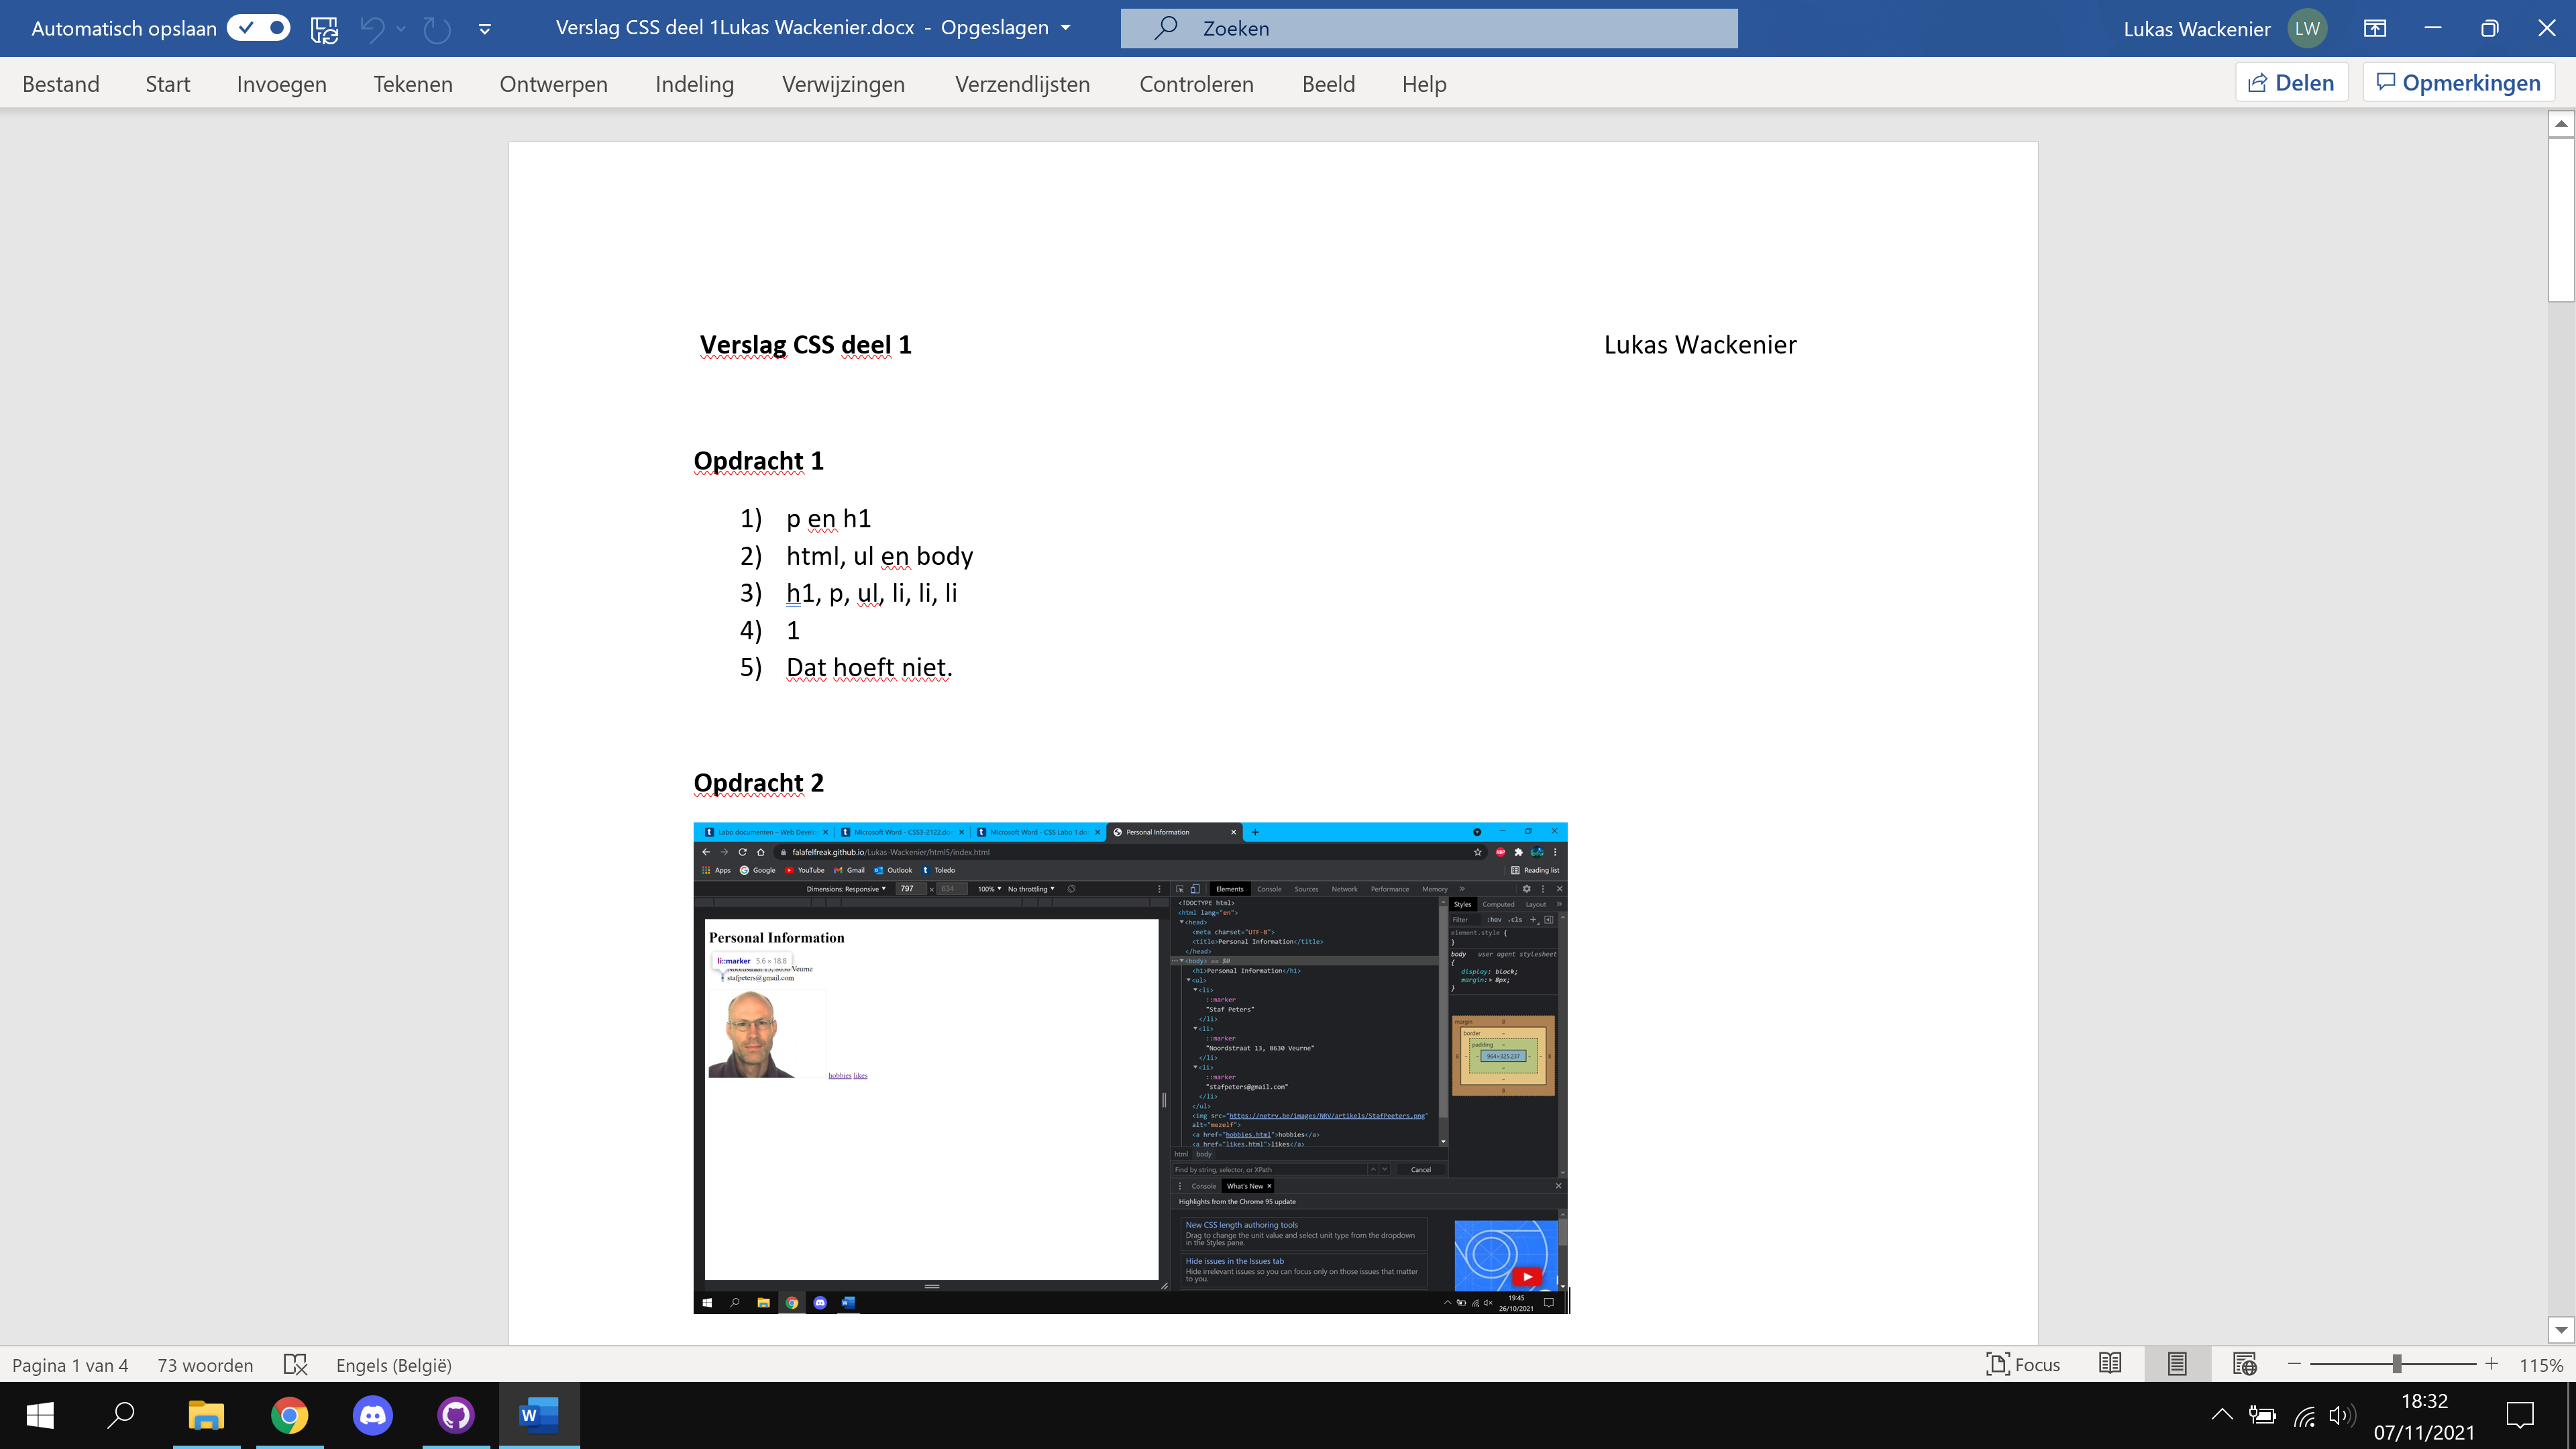 Automatisch opslaan
Verslag CSS deel 1Lukas Wackenier.docx - Opgeslagen
Zoeken
Lukas Wackenier LW
Bestand Start Invoegen Tekenen Ontwerpen Indeling Verwijzingen Verzendlijsten Controleren Beeld Help Delen Opmerkingen
Verslag CSS deel 1 Lukas Wackenier
Opdracht 1
1) p en h1
2) html, ul en body
3) h1, p, ul, li, li, li
4) 1
5) Dat hoeft niet.
Opdracht 2
Labo documenten – Web Develo Microsoft Word - CSS3-2122.do Microsoft Word - CSS Labo 1.do Personal Information
falafelfreak.github.io/Lukas-Wackenier/html5/index.html
Apps Google YouTube Gmail Outlook Toledo Reading list
Dimensions: Responsive 797 × 634 100% No throttling
Elements Console Sources Network Performance Memory »
Personal Information
li::marker 5.6 × 18.8
Veurne
stafpeters@gmail.com
hobbies likes
<!DOCTYPE html>
<html lang="en">
<head>
<meta charset="UTF-8">
<title>Personal Information</title>
</head>
<body> == $0
<h1>Personal Information</h1>
<ul>
<li>
::marker
"Staf Peters"
</li>
<li>
::marker
"Noordstraat 13, 8630 Veurne"
</li>
<li>
::marker
"stafpeters@gmail.com"
</li>
</ul>
<img src="https://netry.be/images/NRV/artikels/StafPeeters.png"
alt="mezelf">
<a href="hobbies.html">hobbies</a>
<a href="likes.html">likes</a>
html body
Find by string, selector, or XPath Cancel
Styles Computed Layout »
Filter :hov .cls +
element.style {
}
body user agent stylesheet
{
display: block;
margin: 8px;
}
margin 8
border –
padding –
8 – – 964×325.237 – – 8
–
–
8
Console What's New ×
Highlights from the Chrome 95 update
New CSS length authoring tools
Drag to change the unit value and select unit type from the dropdown
in the Styles pane.
Hide issues in the Issues tab
Hide irrelevant issues so you can focus only on those issues that matter
to you.
19:45
26/10/2021
Pagina 1 van 4 73 woorden Engels (België) Focus 115%
18:32
07/11/2021